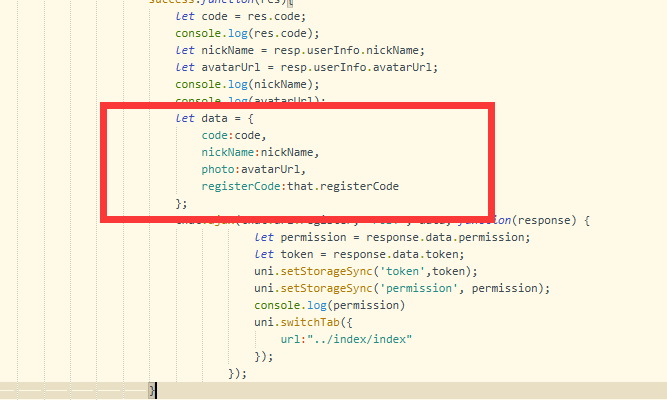 success:function(res){
let code = res.code;
console.log(res.code);
let nickName = resp.userInfo.nickName;
let avatarUrl = resp.userInfo.avatarUrl;
console.log(nickName);
console.log(avatarUrl);
let data = {
code:code,
nickName:nickName,
photo:avatarUrl,
registerCode:that.registerCode
};
function(response) {
let permission = response.data.permission;
let token = response.data.token;
uni.setStorageSync('token',token);
uni.setStorageSync('permission', permission);
console.log(permission)
uni.switchTab({
url:"../index/index"
});
});
}